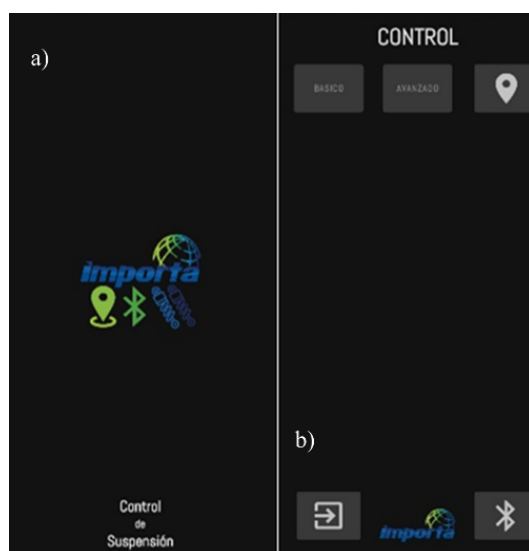 a)
importa
Control
de
Suspensión
CONTROL
BASICO
AVANZADO
b)
importa